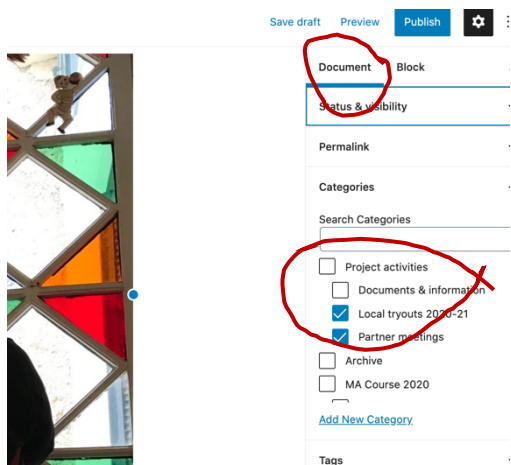 Save draft Preview Publish
Document Block
Status & visibility
Permalink
Categories
Search Categories
Project activities
Documents & information
Local tryouts 2020-21
Partner meetings
Archive
MA Course 2020
Add New Category
Tags